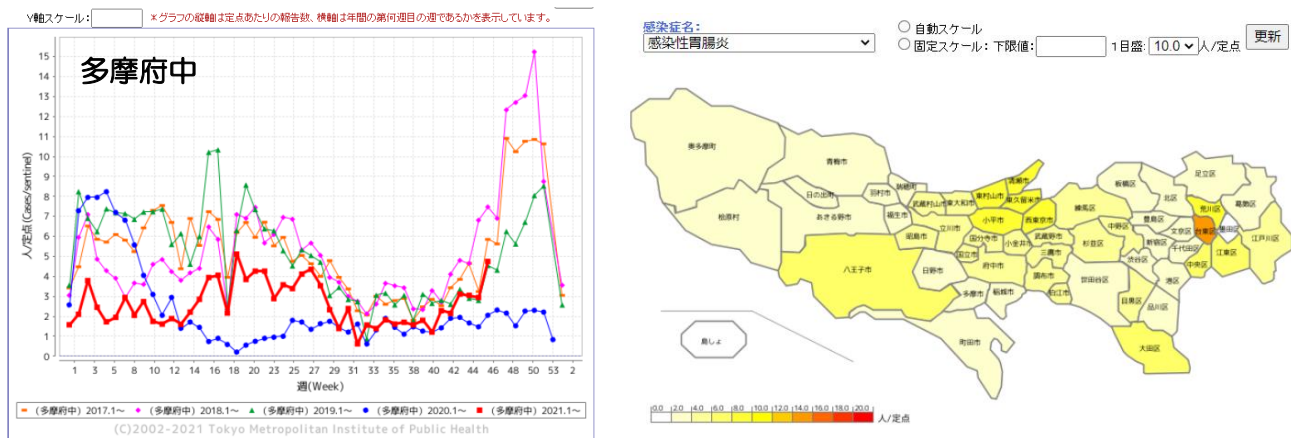 Y軸スケール:
*グラフの縦軸は定点あたりの報告数、横軸は年間の第何週目の週であるかを表示しています。
多摩府中
人/定点(Cases/sentinel)
15
14
13
12
11
10
9
8
7
6
5
4
3
2
1
0
1 3 5 8 10 12 14 16 18 20 22 25 27 29 31 33 35 38 40 42 44 46 48 50 53 2
週(Week)
(多摩府中) 2017.1~ (多摩府中) 2018.1~ (多摩府中) 2019.1~ (多摩府中) 2020.1~ (多摩府中) 2021.1~
(C)2002-2021 Tokyo Metropolitan Institute of Public Health
感染症名:
感染性胃腸炎
自動スケール
固定スケール: 下限値: 1目盛: 10.0 人/定点
更新
奥多摩町
青梅市
日の出町
羽村市
瑞穂町
檜原村
あきる野市
福生市
武蔵村山市
東大和市
東村山市
清瀬市
東久留米市
小平市
西東京市
昭島市
立川市
国分寺市
小金井市
武蔵野市
国立市
三鷹市
八王子市
日野市
府中市
調布市
多摩市
稲城市
狛江市
町田市
練馬区
板橋区
北区
足立区
葛飾区
荒川区
豊島区
文京区
台東区
墨田区
江戸川区
中野区
杉並区
新宿区
千代田区
江東区
渋谷区
中央区
港区
世田谷区
目黒区
品川区
大田区
島しょ
0.0 2.0 4.0 6.0 8.0 10.0 12.0 14.0 16.0 18.0 20.0
人/定点